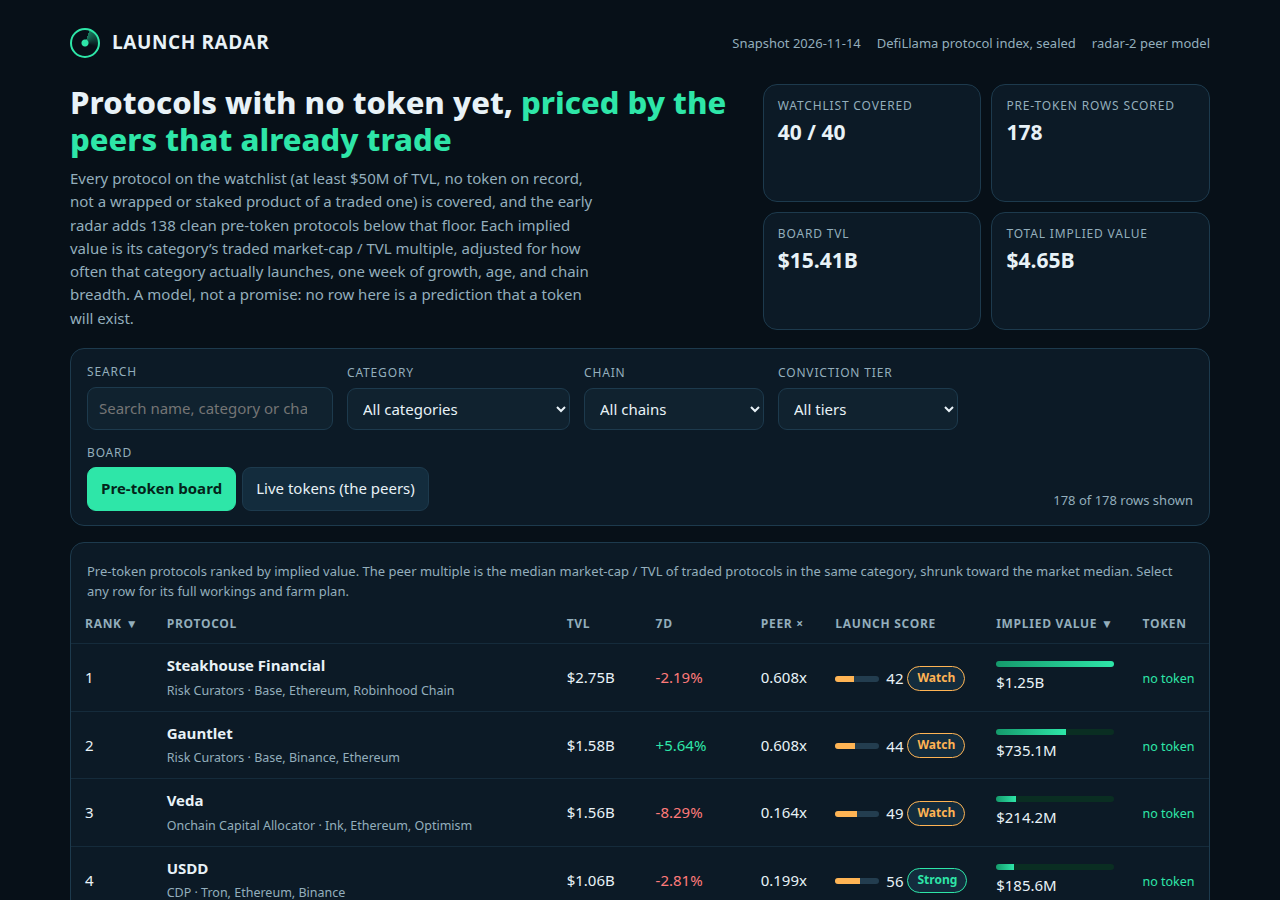 LAUNCH RADAR
Snapshot 2026-11-14 DefiLlama protocol index, sealed radar-2 peer model
Protocols with no token yet, priced by the
peers that already trade
Every protocol on the watchlist (at least $50M of TVL, no token on record,
not a wrapped or staked product of a traded one) is covered, and the early
radar adds 138 clean pre-token protocols below that floor. Each implied
value is its category’s traded market-cap / TVL multiple, adjusted for how
often that category actually launches, one week of growth, age, and chain
breadth. A model, not a promise: no row here is a prediction that a token
will exist.
WATCHLIST COVERED
40 / 40
PRE-TOKEN ROWS SCORED
178
BOARD TVL
$15.41B
TOTAL IMPLIED VALUE
$4.65B
SEARCH
Search name, category or cha
CATEGORY
All categories
CHAIN
All chains
CONVICTION TIER
All tiers
BOARD
Pre-token board
Live tokens (the peers)
178 of 178 rows shown
Pre-token protocols ranked by implied value. The peer multiple is the median market-cap / TVL of traded protocols in the same category, shrunk toward the market median. Select
any row for its full workings and farm plan.
RANK ▼ PROTOCOL TVL 7D PEER × LAUNCH SCORE IMPLIED VALUE ▼ TOKEN
1 Steakhouse Financial $2.75B -2.19% 0.608x 42 Watch $1.25B no token
Risk Curators · Base, Ethereum, Robinhood Chain
2 Gauntlet $1.58B +5.64% 0.608x 44 Watch $735.1M no token
Risk Curators · Base, Binance, Ethereum
3 Veda $1.56B -8.29% 0.164x 49 Watch $214.2M no token
Onchain Capital Allocator · Ink, Ethereum, Optimism
4 USDD $1.06B -2.81% 0.199x 56 Strong $185.6M no token
CDP · Tron, Ethereum, Binance